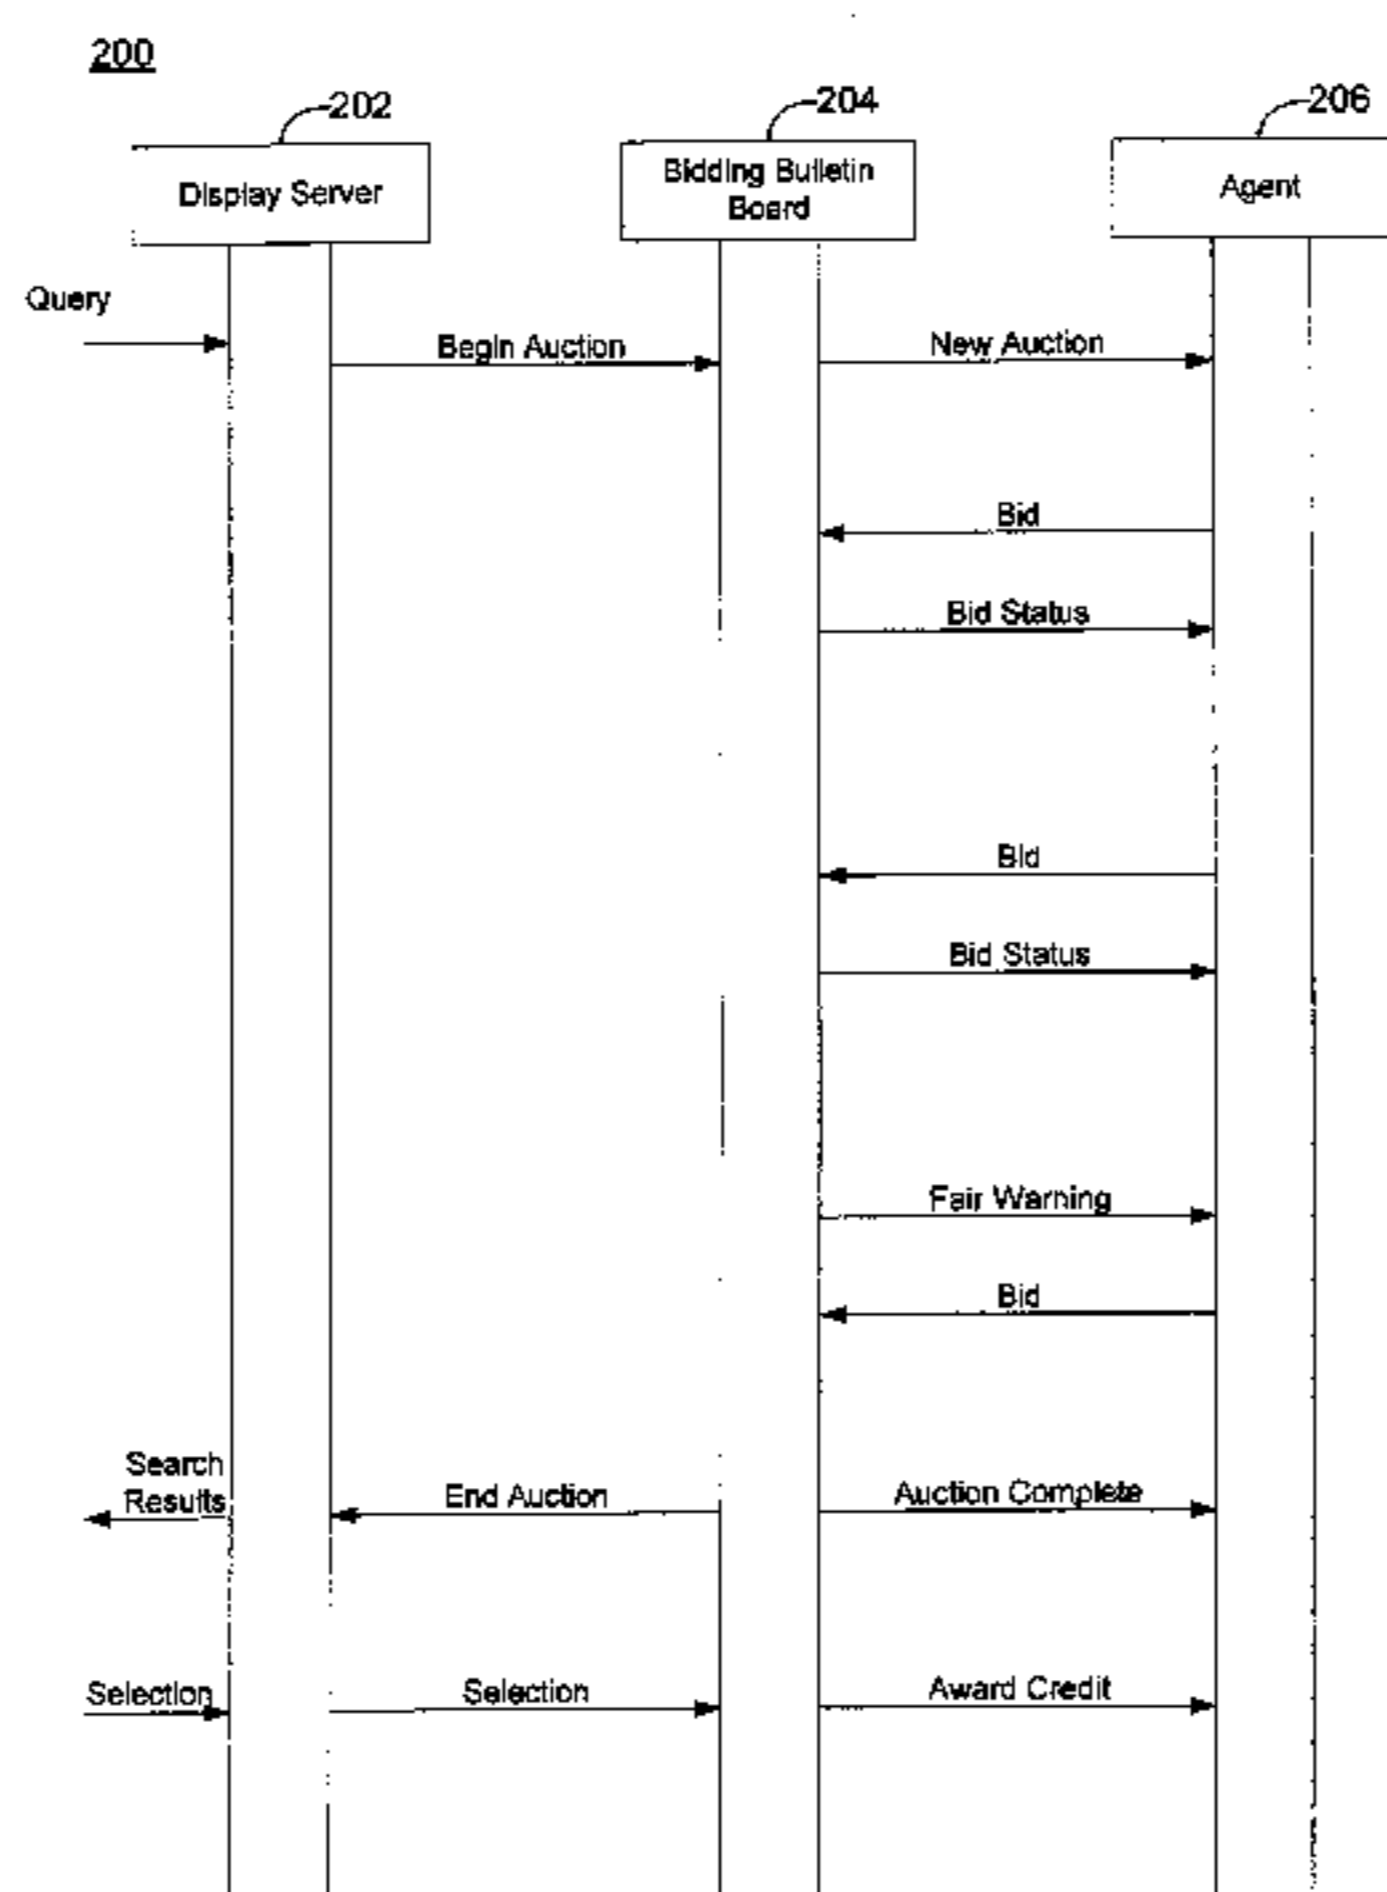 200
202
204
206
Display Server
Bidding Bulletin
Board
Agent
Query
Begin Auction
New Auction
Bid
Bid Status
Bid
Bid Status
Fair Warning
Bid
Search
Results
End Auction
Auction Complete
Selection
Selection
Award Credit